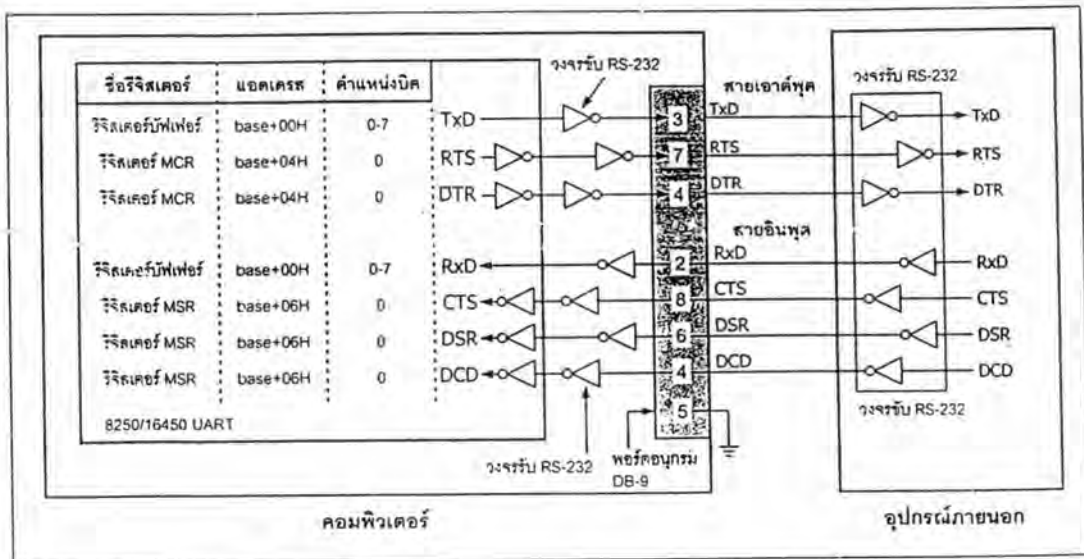 วงจรขับ RS-232
ชื่อรีจิสเตอร์ แอดเดรส ตำแหน่งบิต
รีจิสเตอร์บัฟเฟอร์ base+00H 0-7
รีจิสเตอร์ MCR base+04H 0
รีจิสเตอร์ MCR base+04H 0
รีจิสเตอร์บัฟเฟอร์ base+00H 0-7
รีจิสเตอร์ MSR base+06H 0
รีจิสเตอร์ MSR base+06H 0
รีจิสเตอร์ MSR base+06H 0
8250/16450 UART
TxD
RTS
DTR
RxD
CTS
DSR
DCD
3
7
4
2
8
6
4
5
สายเอาต์พุต
TxD
RTS
DTR
สายอินพุต
RxD
CTS
DSR
DCD
วงจรรับ RS-232
พอร์ตอนุกรม
DB-9
คอมพิวเตอร์
วงจรรับ RS-232
TxD
RTS
DTR
RxD
CTS
DSR
DCD
วงจรขับ RS-232
อุปกรณ์ภายนอก